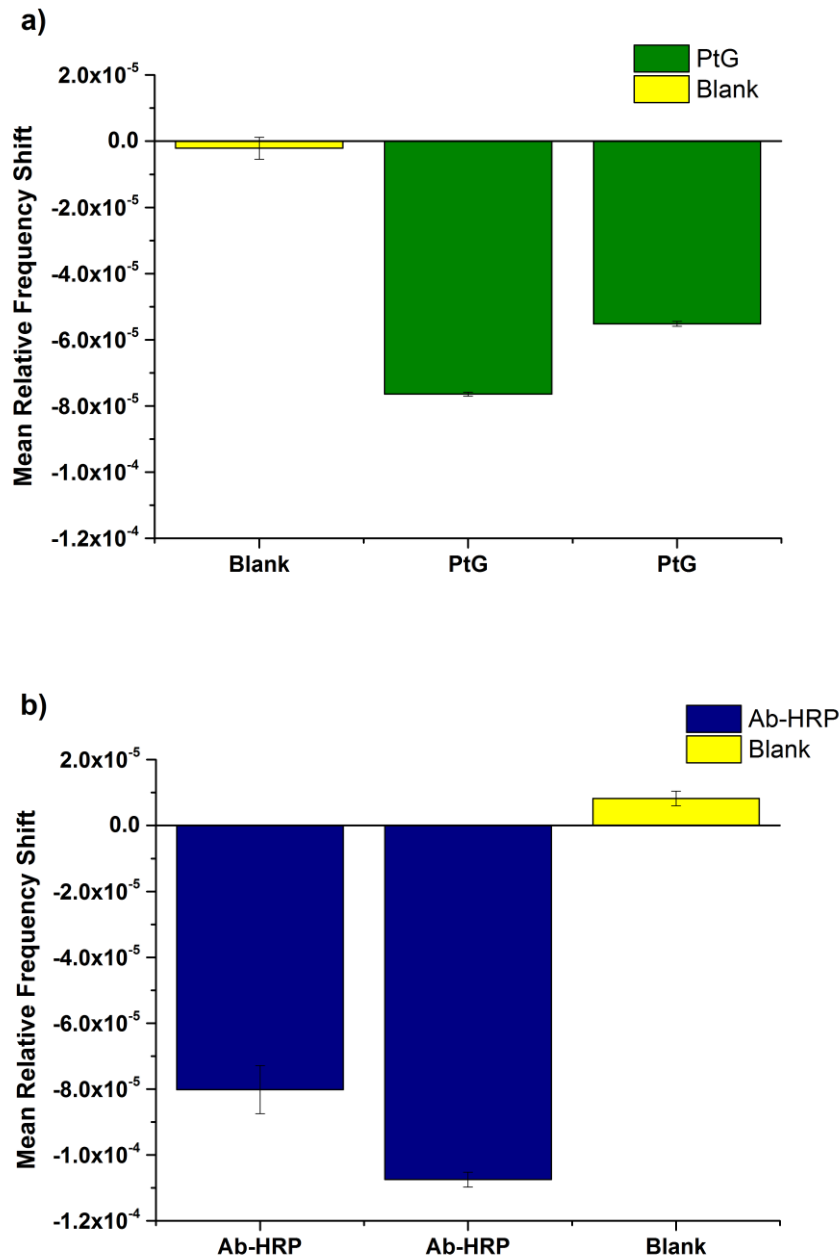 a)
PtG
Blank
Mean Relative Frequency Shift
2.0x10⁻⁵
0.0
-2.0x10⁻⁵
-4.0x10⁻⁵
-6.0x10⁻⁵
-8.0x10⁻⁵
-1.0x10⁻⁴
-1.2x10⁻⁴
Blank PtG PtG
b)
Ab-HRP
Blank
Mean Relative Frequency Shift
2.0x10⁻⁵
0.0
-2.0x10⁻⁵
-4.0x10⁻⁵
-6.0x10⁻⁵
-8.0x10⁻⁵
-1.0x10⁻⁴
-1.2x10⁻⁴
Ab-HRP Ab-HRP Blank